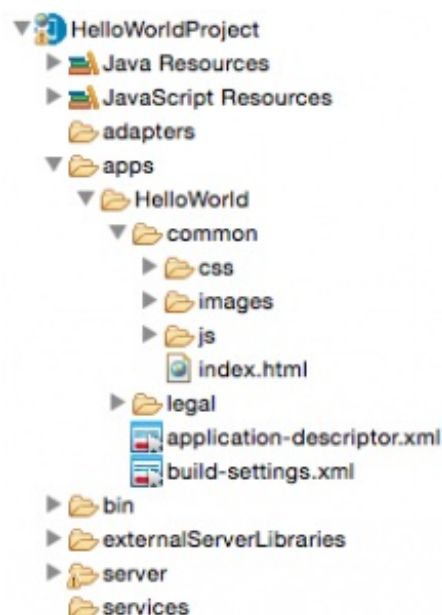 HelloWorldProject
Java Resources
JavaScript Resources
adapters
apps
HelloWorld
common
css
images
js
index.html
legal
application-descriptor.xml
build-settings.xml
bin
externalServerLibraries
server
services